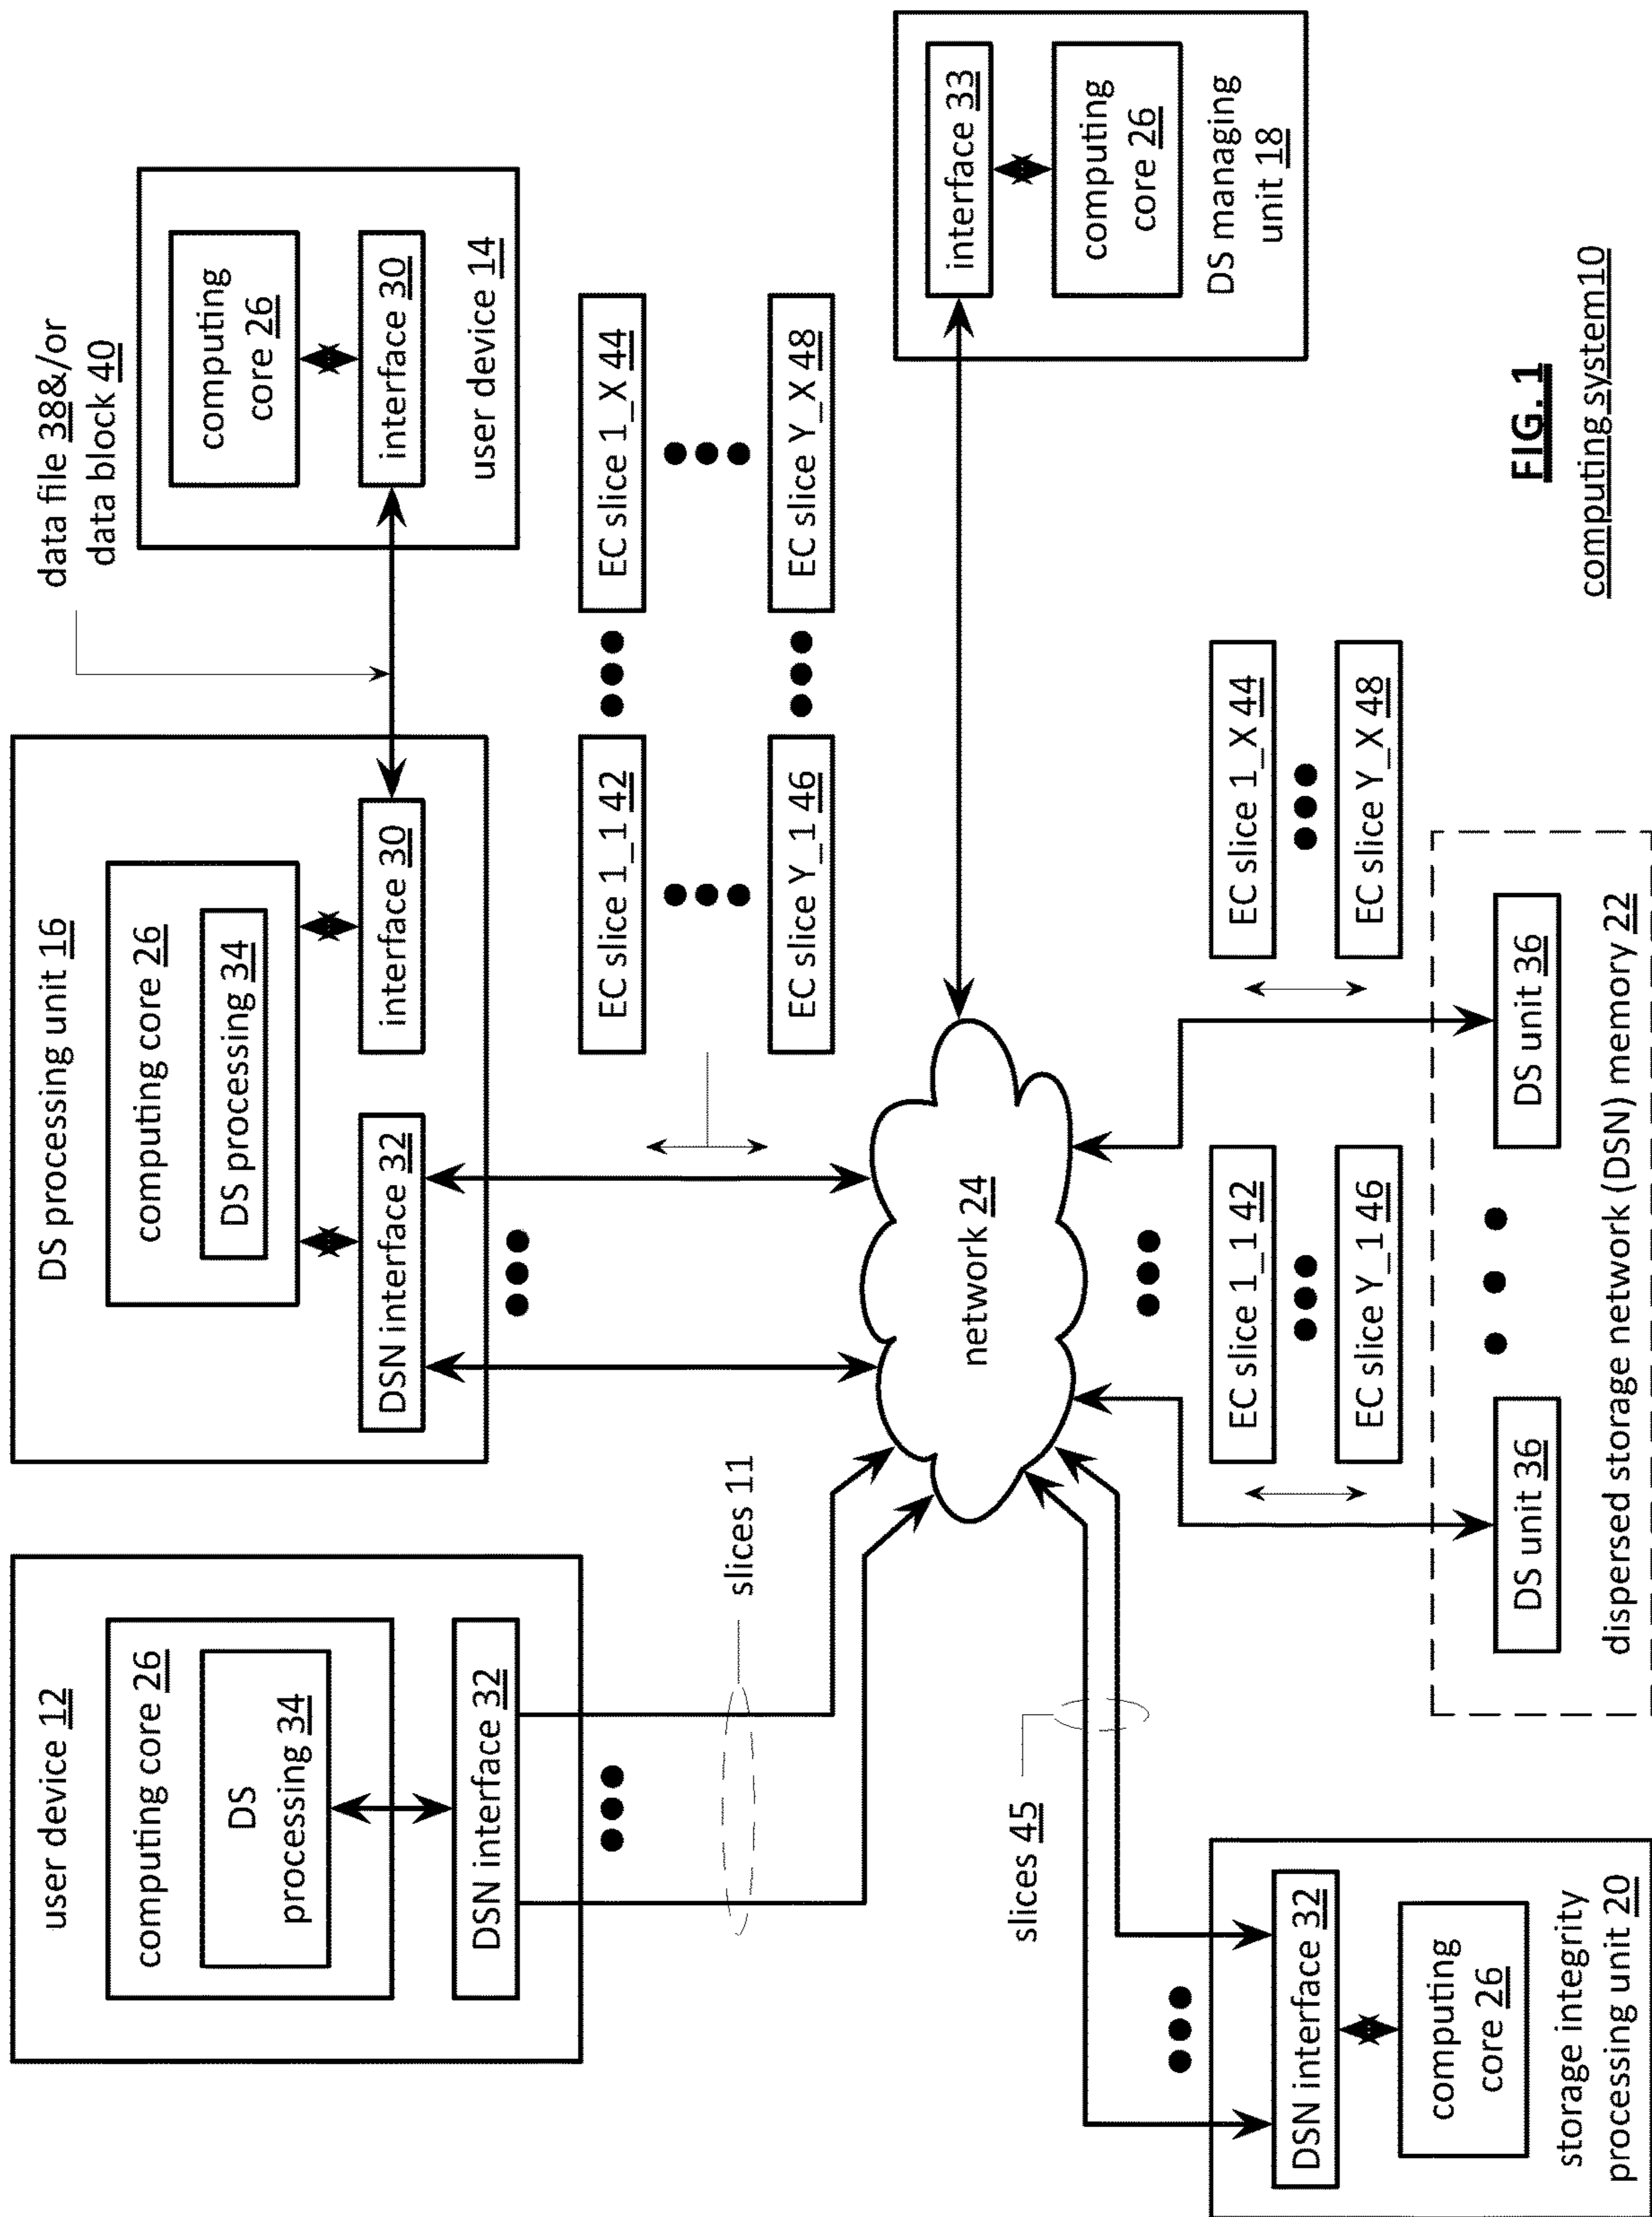 user device 12
computing core 26
DS
processing 34
DSN interface 32
slices 11
DS processing unit 16
computing core 26
DS processing 34
DSN interface 32
interface 30
data file 38&/or
data block 40
computing
core 26
interface 30
user device 14
EC slice 1_1 42
EC slice 1_X 44
EC slice Y_1 46
EC slice Y_X 48
network 24
interface 33
computing
core 26
DS managing
unit 18
slices 45
DSN interface 32
computing
core 26
storage integrity
processing unit 20
EC slice 1_1 42
EC slice Y_1 46
EC slice 1_X 44
EC slice Y_X 48
DS unit 36
DS unit 36
dispersed storage network (DSN) memory 22
FIG. 1
computing system10